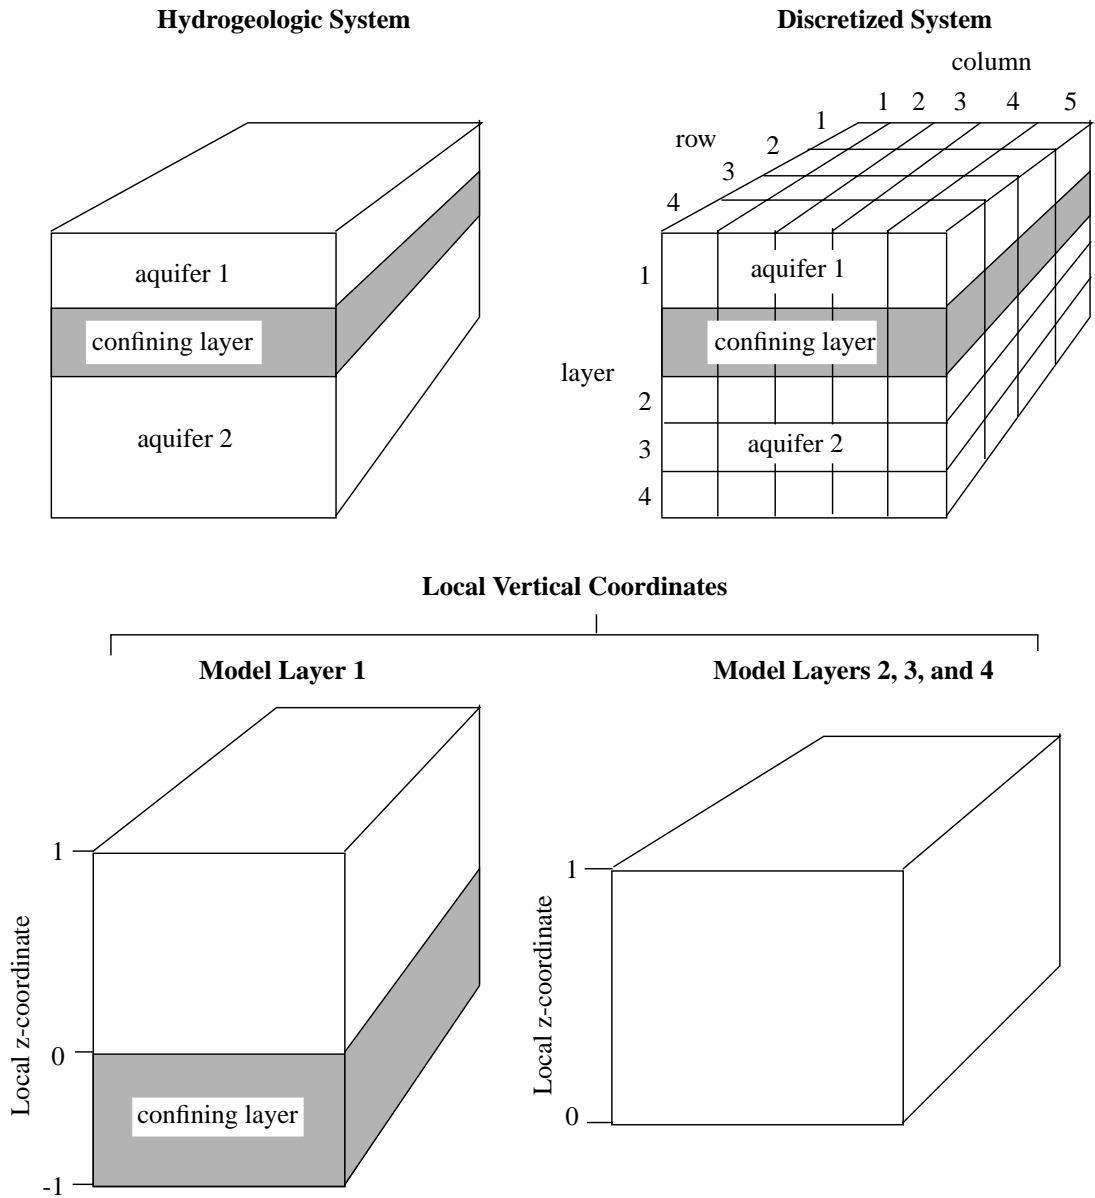 Hydrogeologic System
aquifer 1
confining layer
aquifer 2
Discretized System
column
1 2 3 4 5
row
1
2
3
4
layer
1
2
3
4
aquifer 1
confining layer
aquifer 2
Local Vertical Coordinates
Model Layer 1
Local z-coordinate
1
0
-1
confining layer
Model Layers 2, 3, and 4
Local z-coordinate
1
0